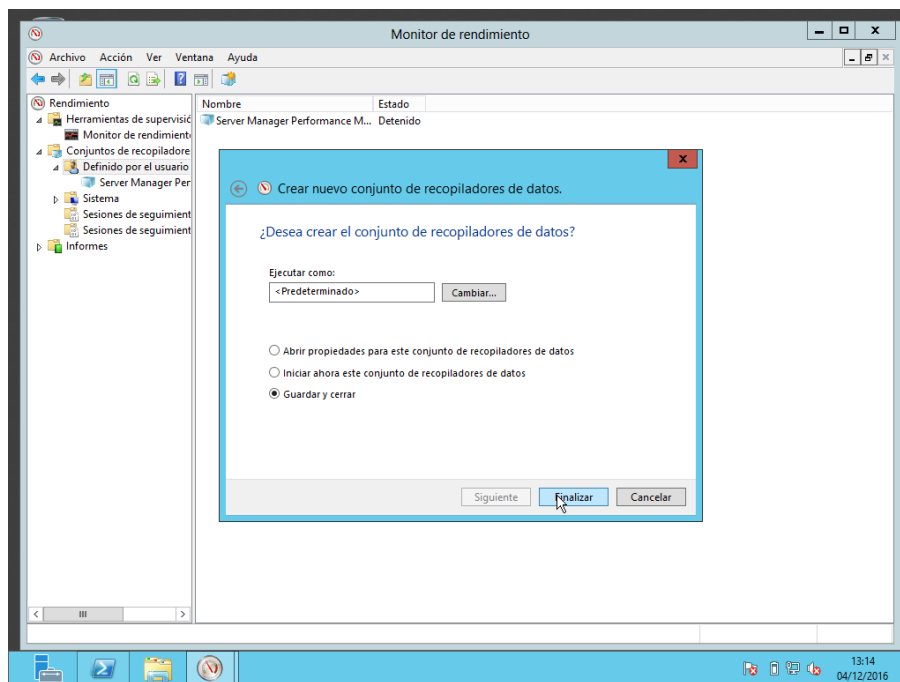 Monitor de rendimiento
Archivo Acción Ver Ventana Ayuda
Rendimiento
Herramientas de supervisió
Monitor de rendimiento
Conjuntos de recopiladore
Definido por el usuario
Server Manager Per
Sistema
Sesiones de seguimient
Sesiones de seguimient
Informes
Nombre Estado
Server Manager Performance M... Detenido
Crear nuevo conjunto de recopiladores de datos.
¿Desea crear el conjunto de recopiladores de datos?
Ejecutar como:
<Predeterminado> Cambiar...
Abrir propiedades para este conjunto de recopiladores de datos
Iniciar ahora este conjunto de recopiladores de datos
Guardar y cerrar
Siguiente Finalizar Cancelar
13:14
04/12/2016